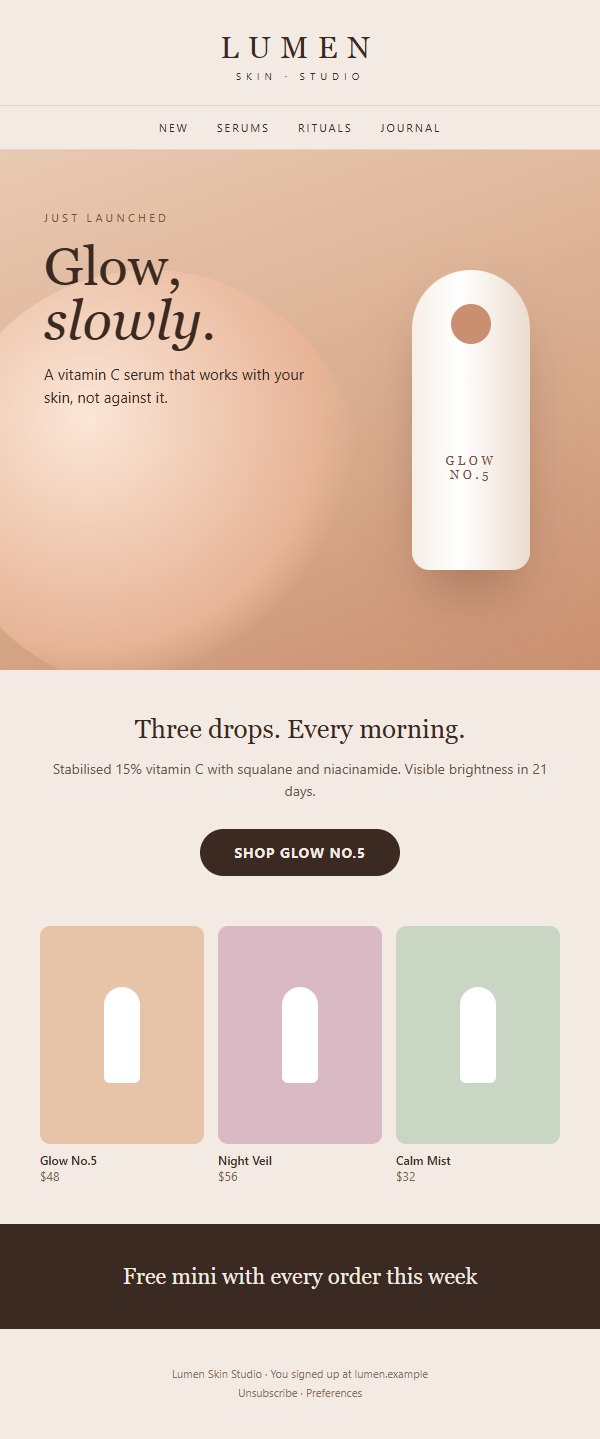 LUMEN
SKIN · STUDIO
NEW SERUMS RITUALS JOURNAL
JUST LAUNCHED
Glow,
slowly.
A vitamin C serum that works with your
skin, not against it.
GLOW
NO.5
Three drops. Every morning.
Stabilised 15% vitamin C with squalane and niacinamide. Visible brightness in 21
days.
SHOP GLOW NO.5
Glow No.5
$48
Night Veil
$56
Calm Mist
$32
Free mini with every order this week
Lumen Skin Studio · You signed up at lumen.example
Unsubscribe · Preferences